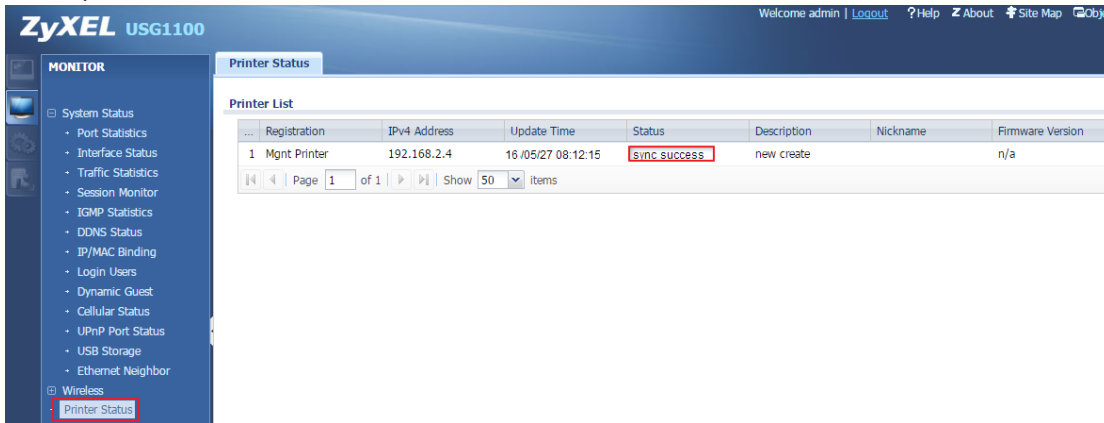 ZyXEL USG1100
Welcome admin | Logout ?Help Z About Site Map Obj
MONITOR
Printer Status
Printer List
System Status
Port Statistics
Interface Status
Traffic Statistics
Session Monitor
IGMP Statistics
DDNS Status
IP/MAC Binding
Login Users
Dynamic Guest
Cellular Status
UPnP Port Status
USB Storage
Ethernet Neighbor
Wireless
Printer Status
... Registration IPv4 Address Update Time Status Description Nickname Firmware Version
1 Mgnt Printer 192.168.2.4 16 /05/27 08:12:15 sync success new create n/a
Page 1 of 1 Show 50 items